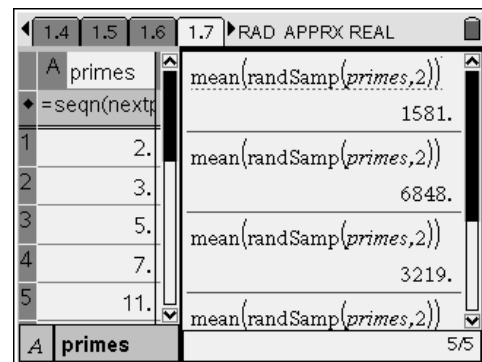 1.4 1.5 1.6 1.7 RAD APPRX REAL
A primes
=seqn(nextp
1 2.
2 3.
3 5.
4 7.
5 11.
A primes
mean(randSamp(primes,2))
1581.
mean(randSamp(primes,2))
6848.
mean(randSamp(primes,2))
3219.
mean(randSamp(primes,2))
5/5